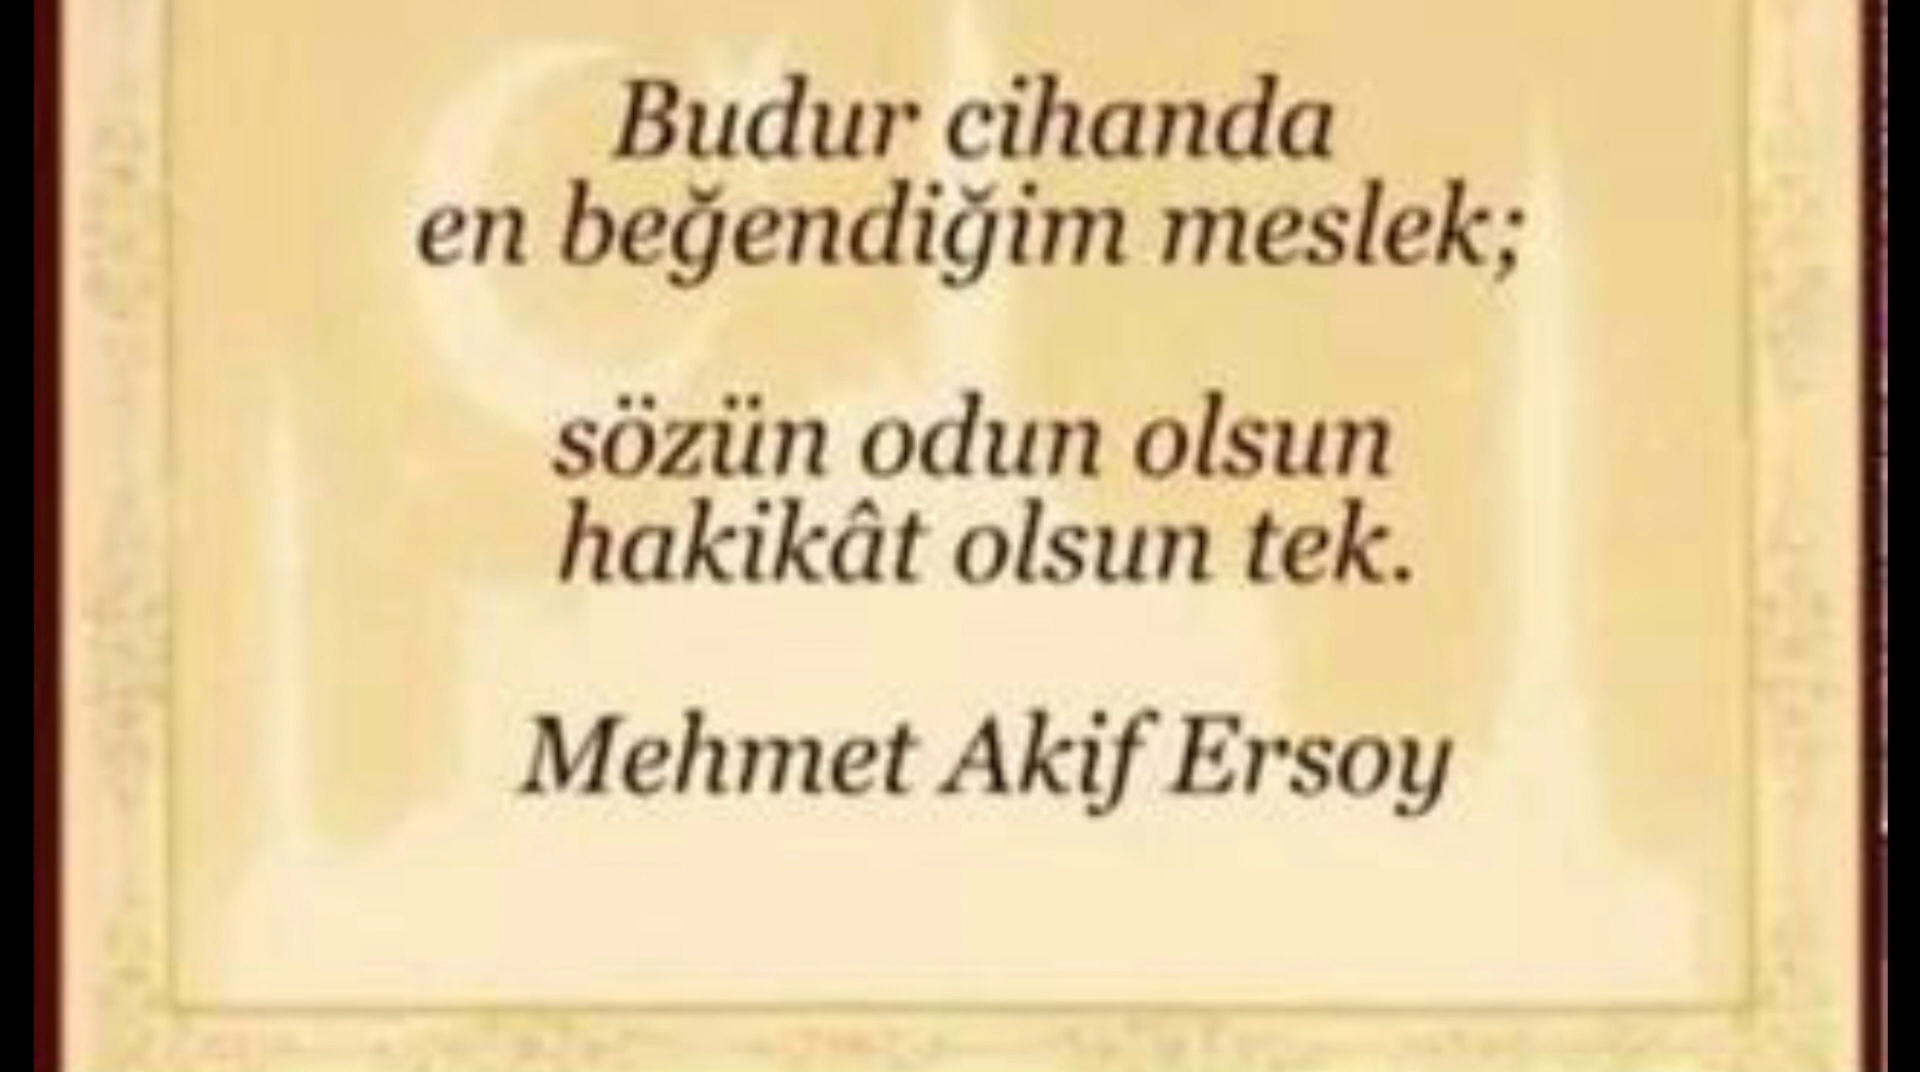 Budur cihanda
en beğendiğim meslek;
sözün odun olsun
hakikât olsun tek.
Mehmet Akif Ersoy